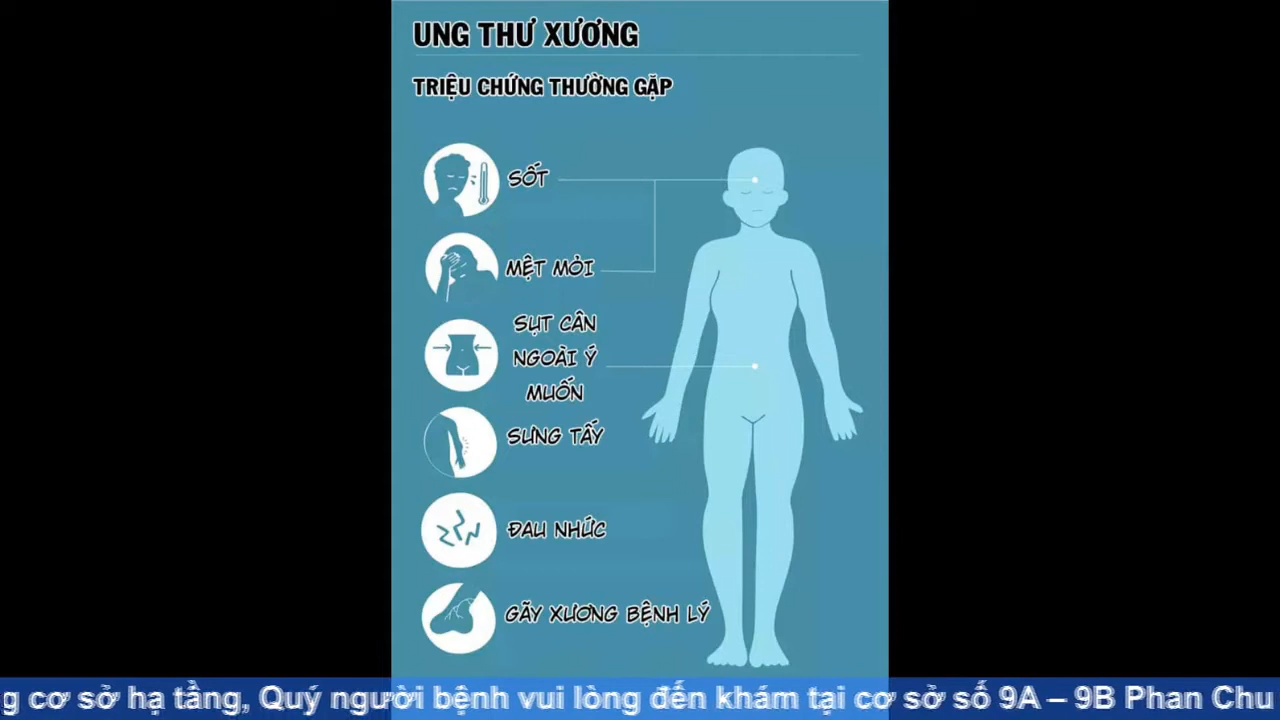 UNG THƯ XƯƠNG
TRIỆU CHỨNG THƯỜNG GẶP
SỐT
MỆT MỎI
SỤT CÂN
NGOÀI Ý
MUỐN
SƯNG TẤY
ĐAU NHỨC
GÃY XƯƠNG BỆNH LÝ
g cơ sở hạ tầng, Quý người bệnh vui lòng đến khám tại cơ sở số 9A – 9B Phan Chu